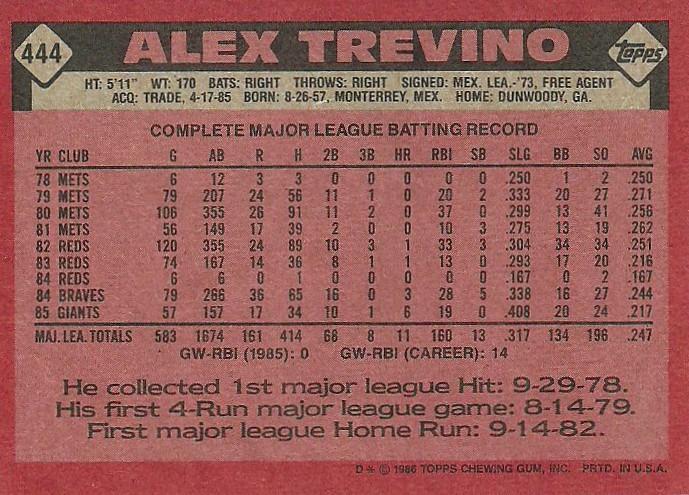 444 ALEX TREVINO topps
HT: 5'11" WT: 170 BATS: RIGHT THROWS: RIGHT SIGNED: MEX. LEA.-'73, FREE AGENT
ACQ: TRADE, 4-17-85 BORN: 8-26-57, MONTERREY, MEX. HOME: DUNWOODY, GA.
COMPLETE MAJOR LEAGUE BATTING RECORD
YR CLUB G AB R H 2B 3B HR RBI SB SLG BB SO AVG
78 METS 6 12 3 3 0 0 0 0 0 .250 1 2 .250
79 METS 79 207 24 56 11 1 0 20 2 .333 20 27 .271
80 METS 106 355 26 91 11 2 0 37 0 .299 13 41 .256
81 METS 56 149 17 39 2 0 0 10 3 .275 13 19 .262
82 REDS 120 355 24 89 10 3 1 33 3 .304 34 34 .251
83 REDS 74 167 14 36 8 1 1 13 0 .293 17 20 .216
84 REDS 6 6 0 1 0 0 0 0 0 .167 0 2 .167
84 BRAVES 79 266 36 65 16 0 3 28 5 .338 16 27 .244
85 GIANTS 57 157 17 34 10 1 6 19 0 .408 20 24 .217
MAJ. LEA. TOTALS 583 1674 161 414 68 8 11 160 13 .317 134 196 .247
GW-RBI (1985): 0 GW-RBI (CAREER): 14
He collected 1st major league Hit: 9-29-78.
His first 4-Run major league game: 8-14-79.
First major league Home Run: 9-14-82.
D* © 1986 TOPPS CHEWING GUM, INC. PRTD. IN U.S.A.